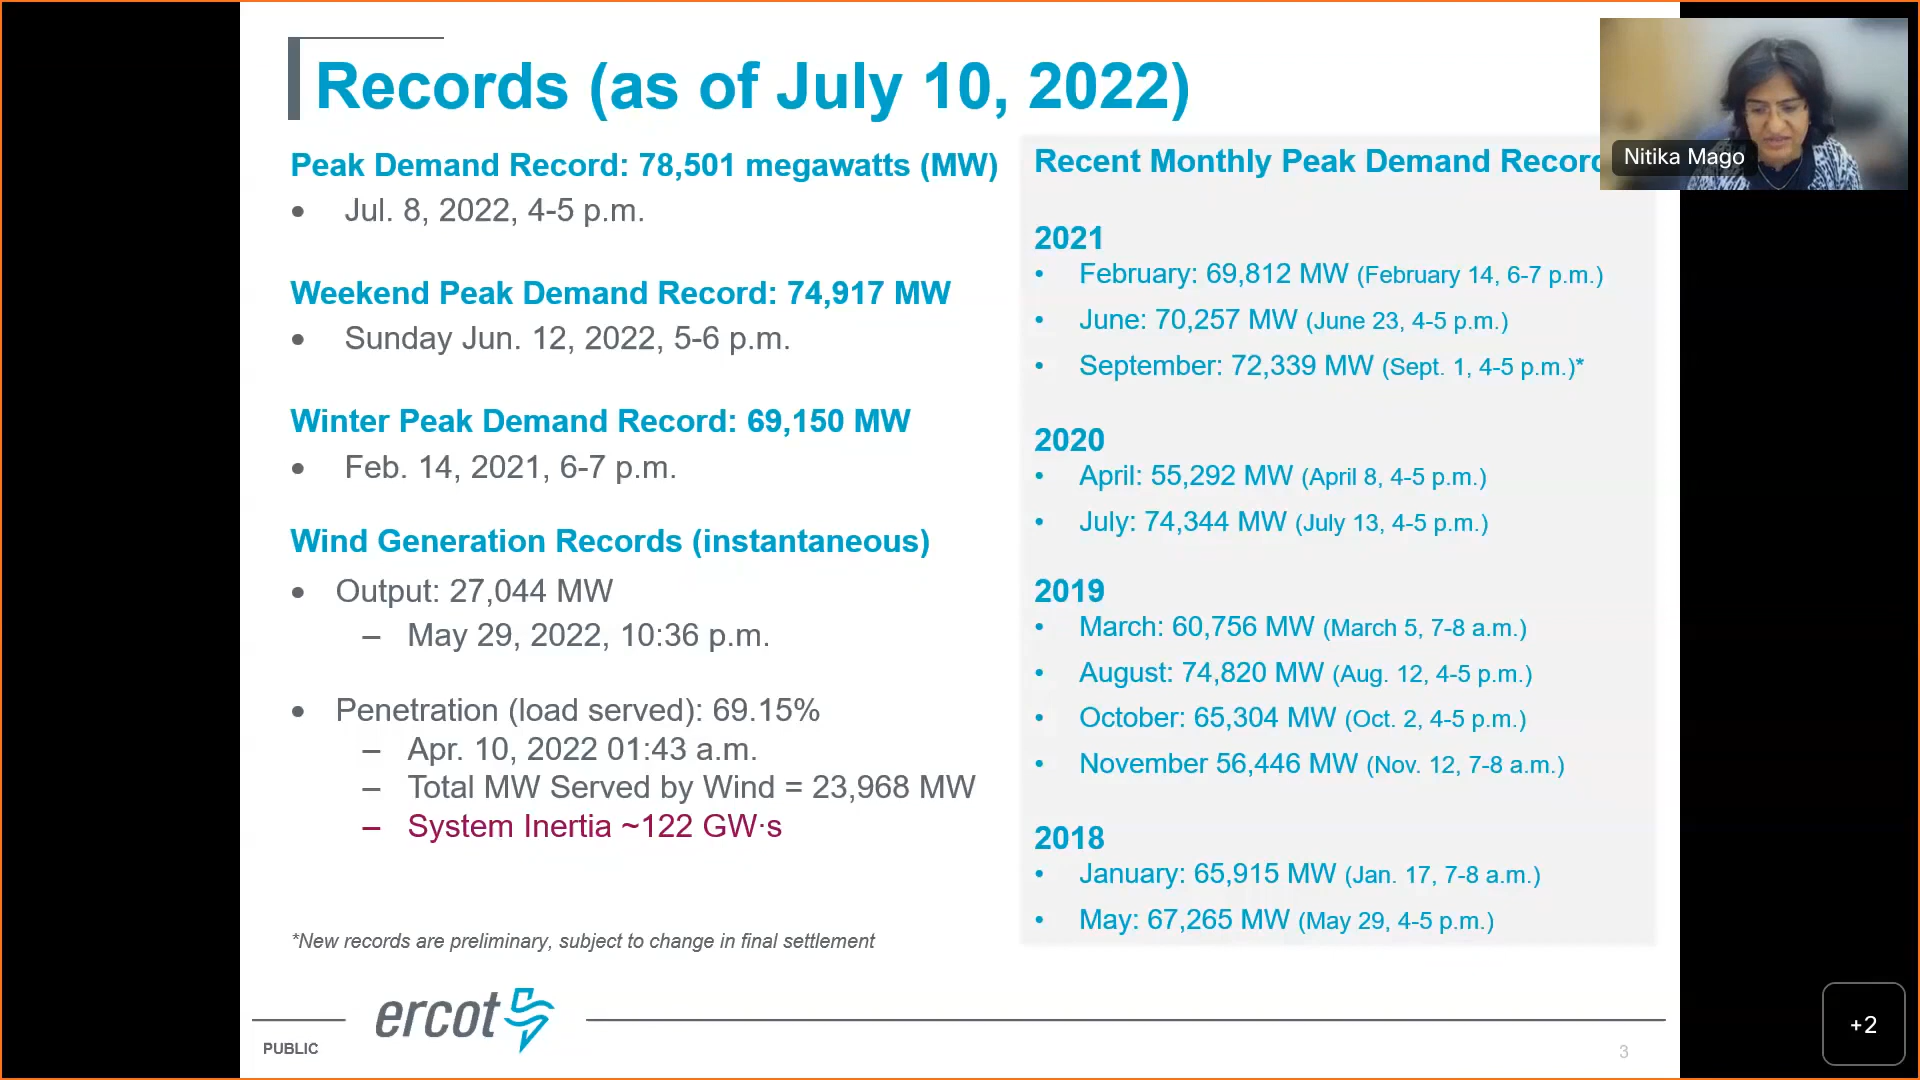 Records (as of July 10, 2022)
Peak Demand Record: 78,501 megawatts (MW)
• Jul. 8, 2022, 4-5 p.m.
Weekend Peak Demand Record: 74,917 MW
• Sunday Jun. 12, 2022, 5-6 p.m.
Winter Peak Demand Record: 69,150 MW
• Feb. 14, 2021, 6-7 p.m.
Wind Generation Records (instantaneous)
• Output: 27,044 MW
– May 29, 2022, 10:36 p.m.
• Penetration (load served): 69.15%
– Apr. 10, 2022 01:43 a.m.
– Total MW Served by Wind = 23,968 MW
– System Inertia ~122 GW·s
*New records are preliminary, subject to change in final settlement
Recent Monthly Peak Demand Record
2021
• February: 69,812 MW (February 14, 6-7 p.m.)
• June: 70,257 MW (June 23, 4-5 p.m.)
• September: 72,339 MW (Sept. 1, 4-5 p.m.)*
2020
• April: 55,292 MW (April 8, 4-5 p.m.)
• July: 74,344 MW (July 13, 4-5 p.m.)
2019
• March: 60,756 MW (March 5, 7-8 a.m.)
• August: 74,820 MW (Aug. 12, 4-5 p.m.)
• October: 65,304 MW (Oct. 2, 4-5 p.m.)
• November 56,446 MW (Nov. 12, 7-8 a.m.)
2018
• January: 65,915 MW (Jan. 17, 7-8 a.m.)
• May: 67,265 MW (May 29, 4-5 p.m.)
Nitika Mago
ercot
PUBLIC
3
+2